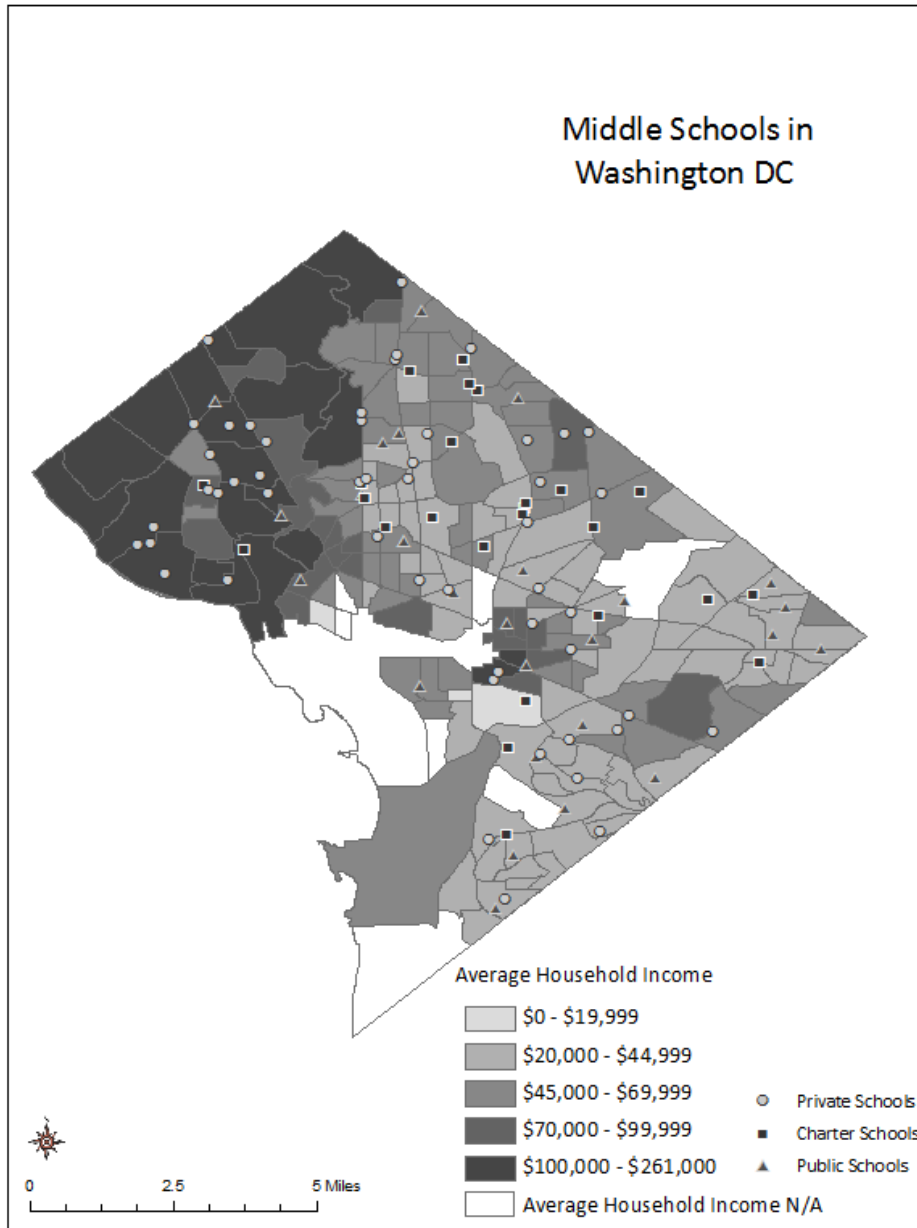 Middle Schools in
Washington DC
Average Household Income
$0 - $19,999
$20,000 - $44,999
$45,000 - $69,999
$70,000 - $99,999
$100,000 - $261,000
Average Household Income N/A
Private Schools
Charter Schools
Public Schools
0 2.5 5 Miles